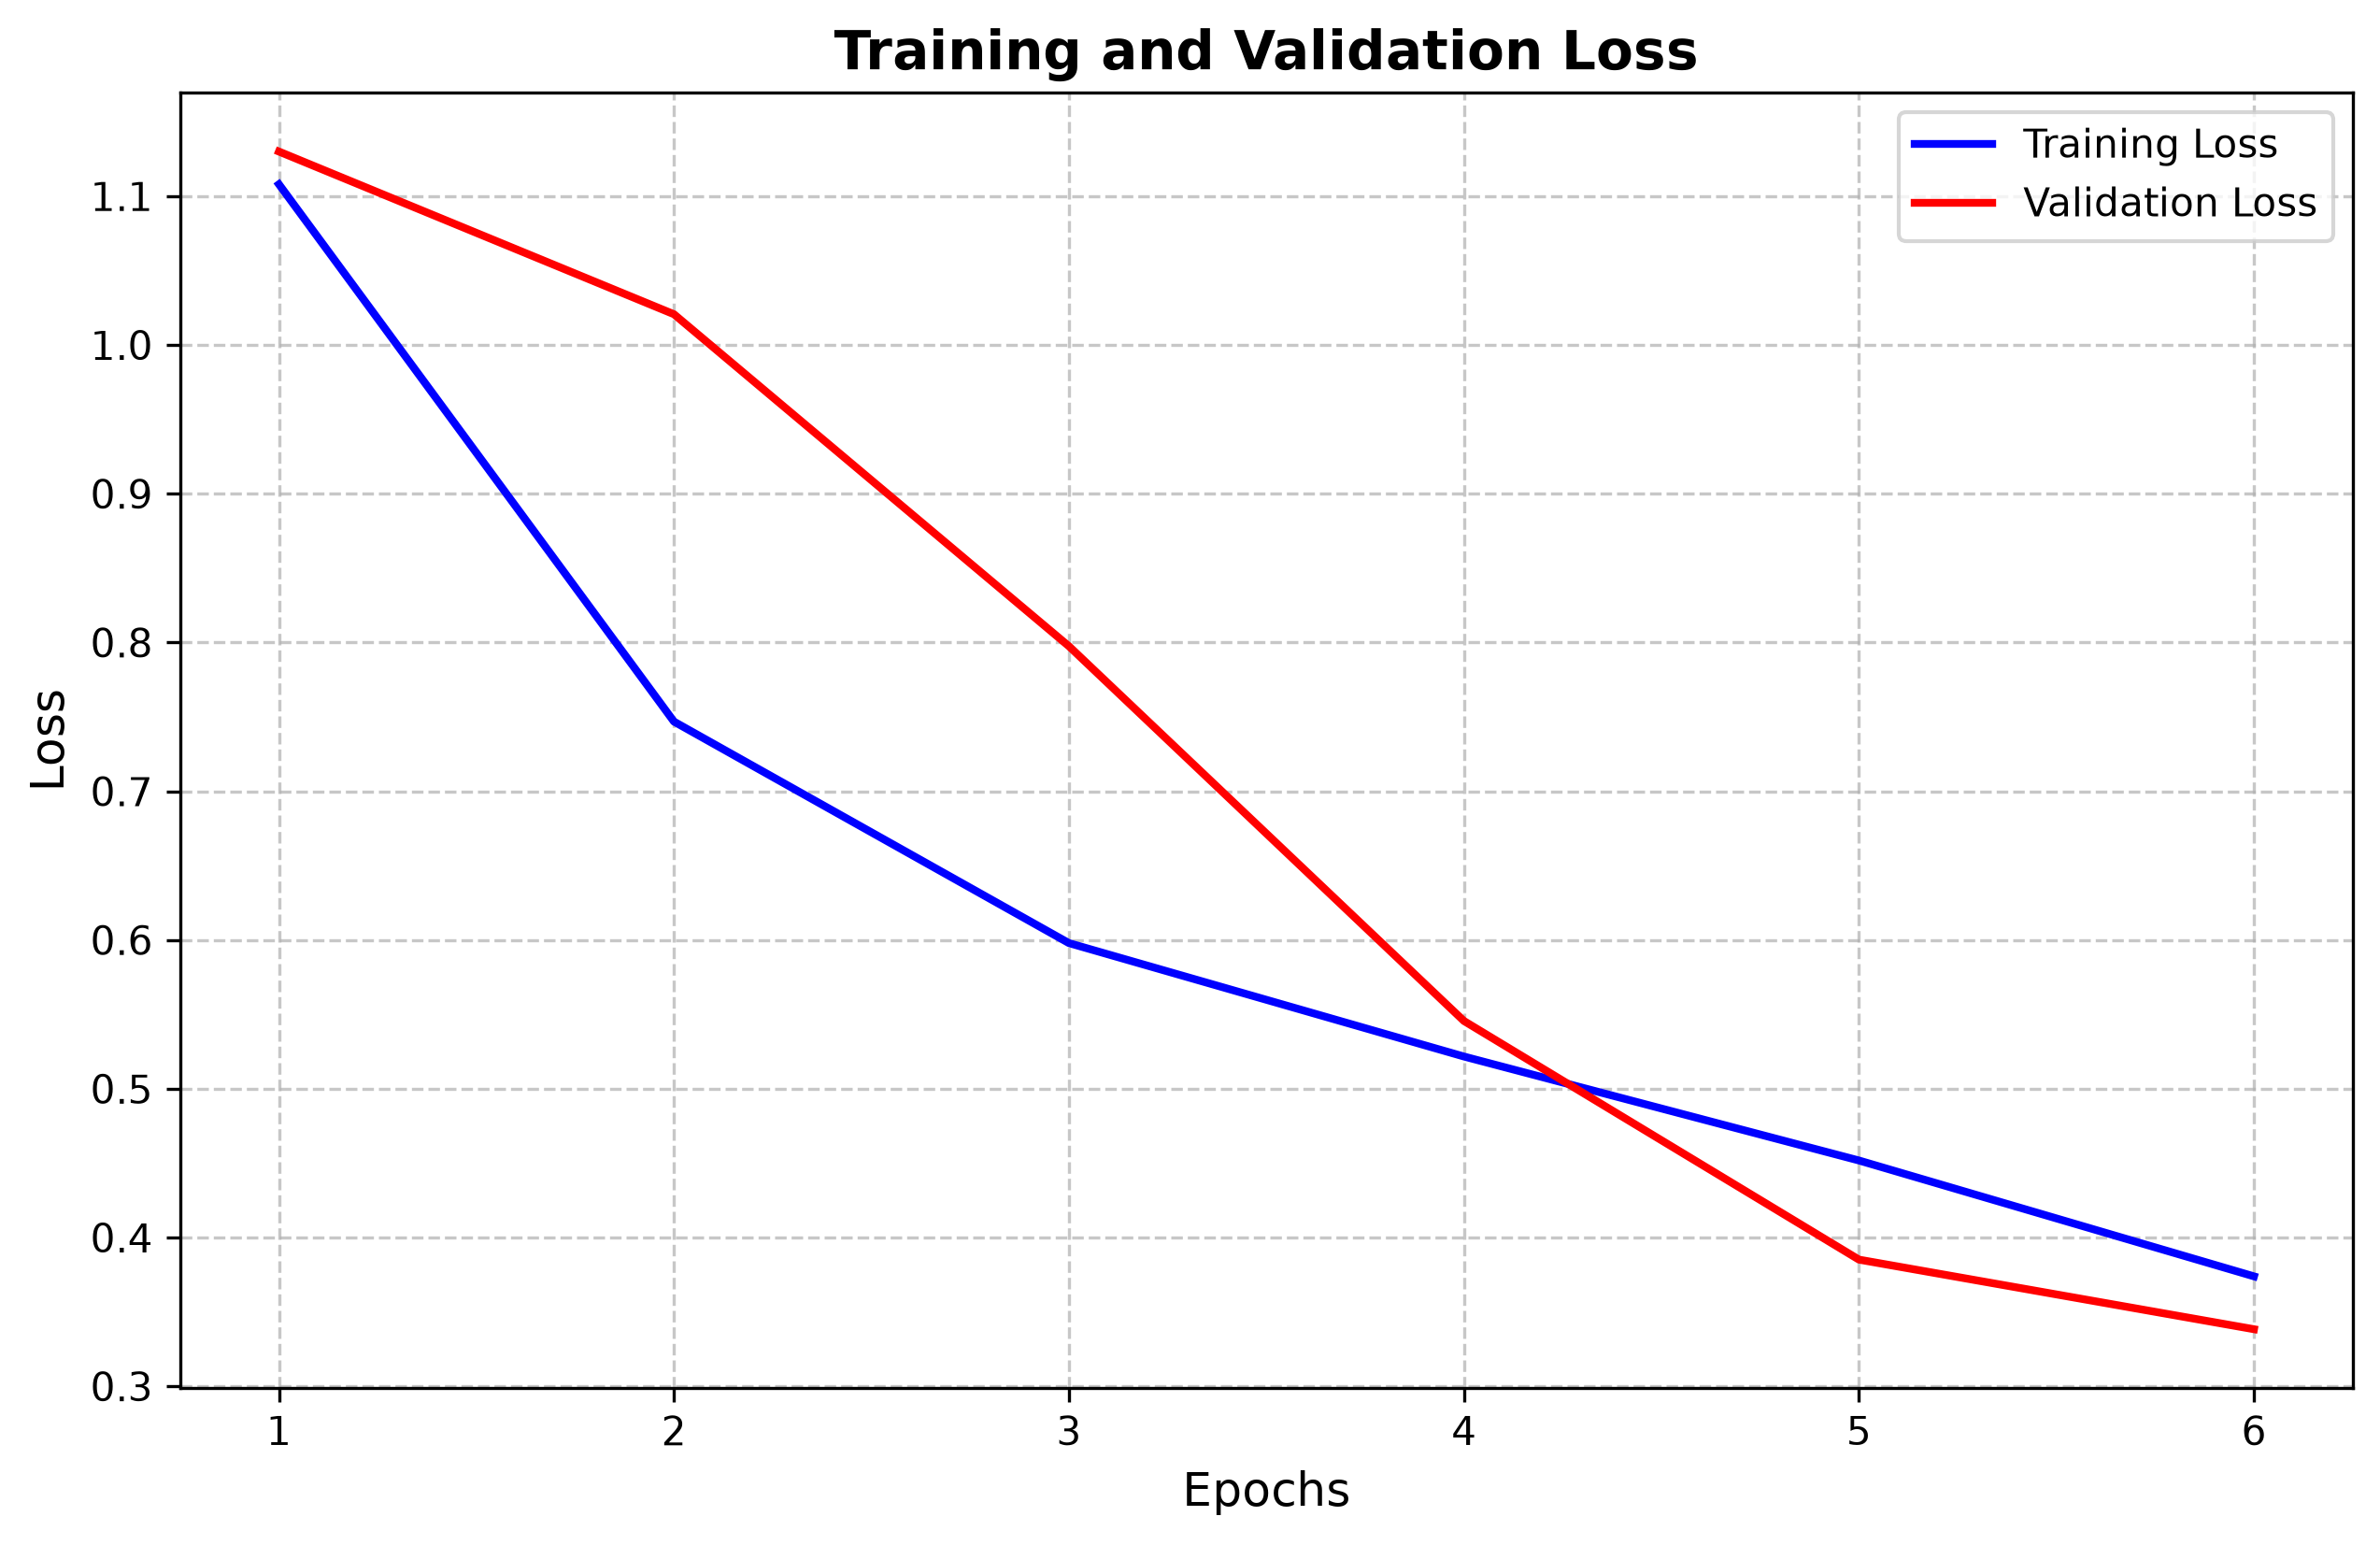 Training and Validation Loss
Training Loss
Validation Loss
1.1
1.0
0.9
0.8
0.7
0.6
0.5
0.4
0.3
Loss
1 2 3 4 5 6
Epochs